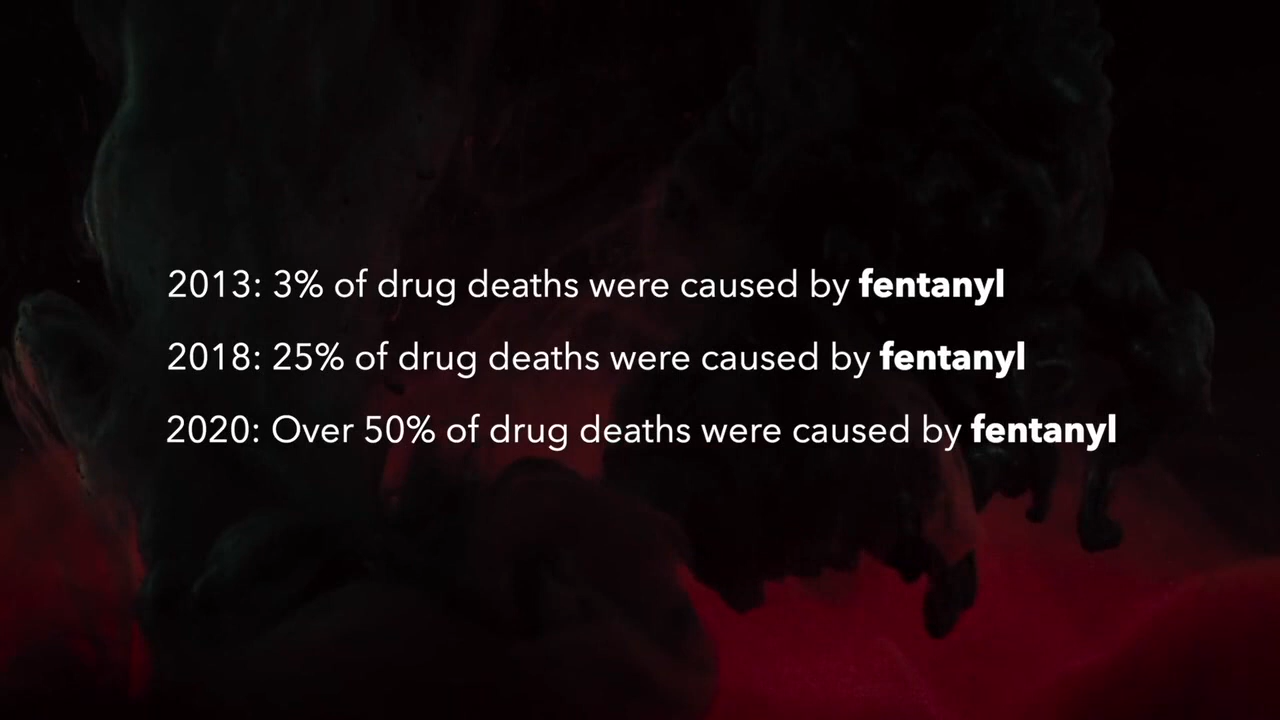 2013: 3% of drug deaths were caused by fentanyl
2018: 25% of drug deaths were caused by fentanyl
2020: Over 50% of drug deaths were caused by fentanyl